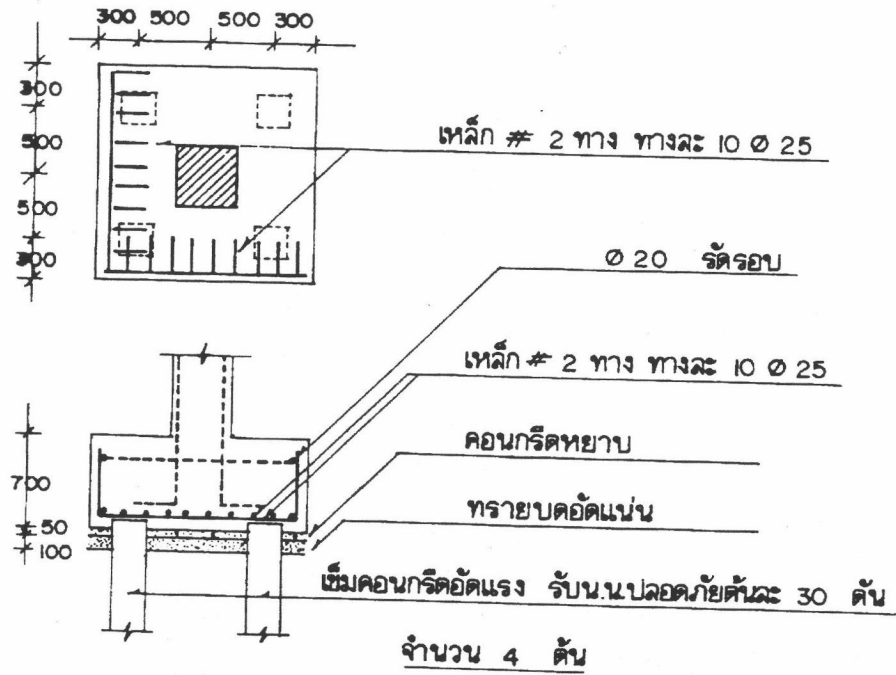 300 500 500 300
300
500
500
300
เหล็ก # 2 ทาง ทางละ 10 Ø 25
Ø 20 รัดรอบ
เหล็ก # 2 ทาง ทางละ 10 Ø 25
คอนกรีตหยาบ
700
ทรายบดอัดแน่น
50
100
เข็มคอนกรีตอัดแรง รับน.น.ปลอดภัยต้นละ 30 ตัน
จำนวน 4 ต้น